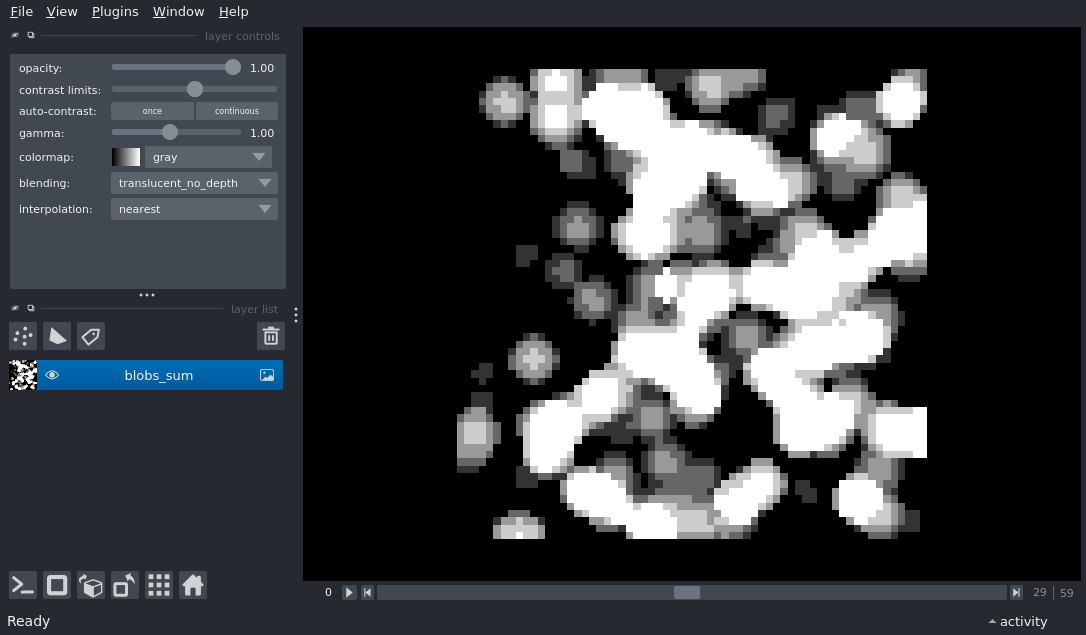 File View Plugins Window Help
layer controls
opacity: 1.00
contrast limits:
auto-contrast: once continuous
gamma: 1.00
colormap: gray
blending: translucent_no_depth
interpolation: nearest
layer list
blobs_sum
0 29 59
Ready activity